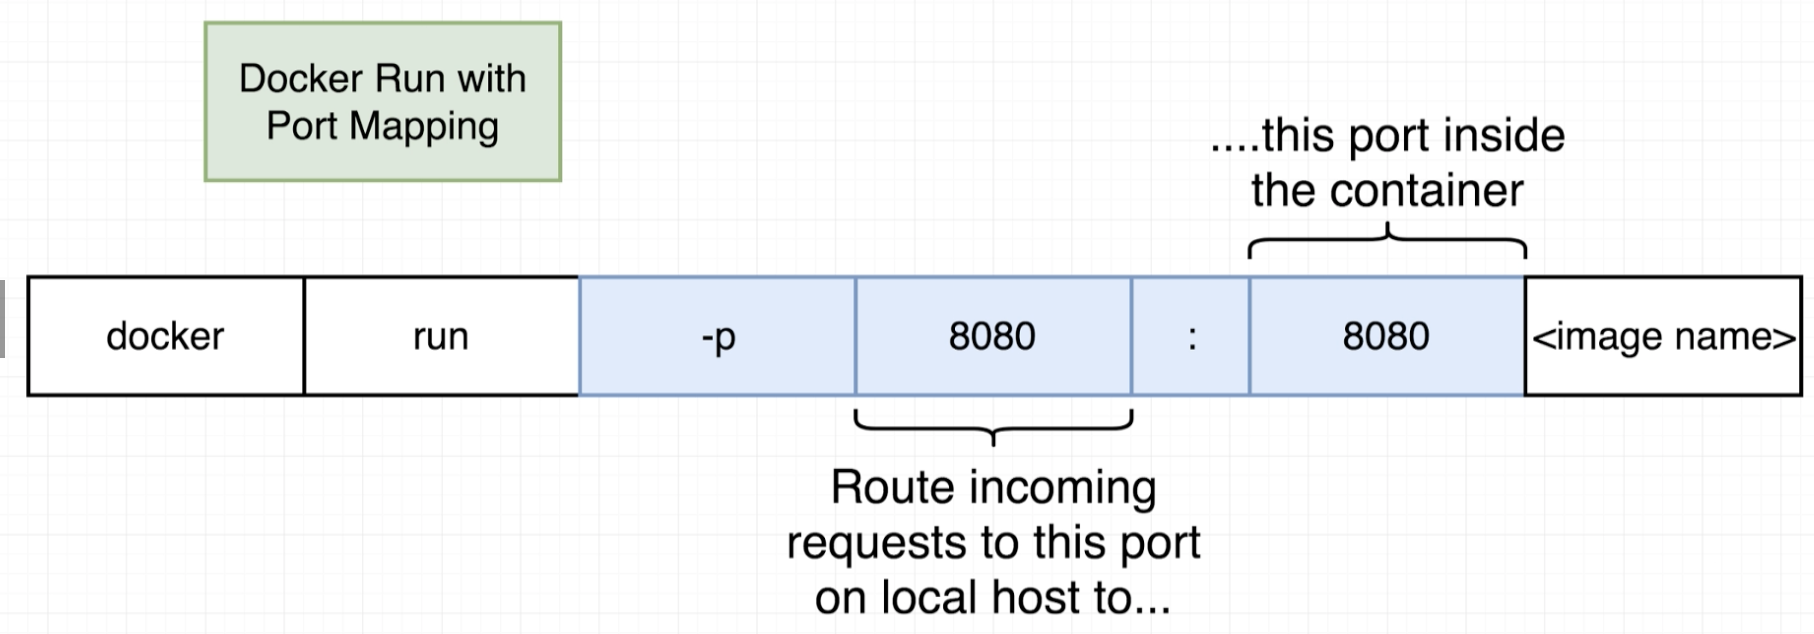 Docker Run with
Port Mapping
....this port inside
the container
docker run -p 8080 : 8080 <image name>
Route incoming
requests to this port
on local host to...